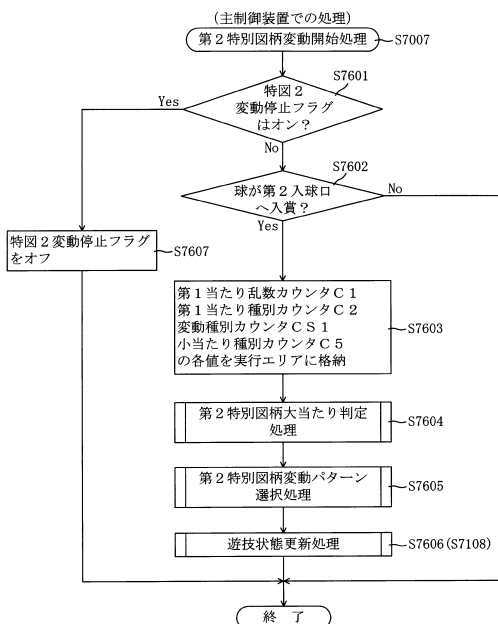 (主制御装置での処理)
第2特別図柄変動開始処理
S7007
S7601
特図2
変動停止フラグ
はオン?
Yes
No
S7602
球が第2入球口
へ入賞?
No
Yes
特図2変動停止フラグ
をオフ
S7607
第1当たり乱数カウンタC1
第1当たり種別カウンタC2
変動種別カウンタCS1
小当たり種別カウンタC5
の各値を実行エリアに格納
S7603
第2特別図柄大当たり判定
処理
S7604
第2特別図柄変動パターン
選択処理
S7605
遊技状態更新処理
S7606(S7108)
終 了